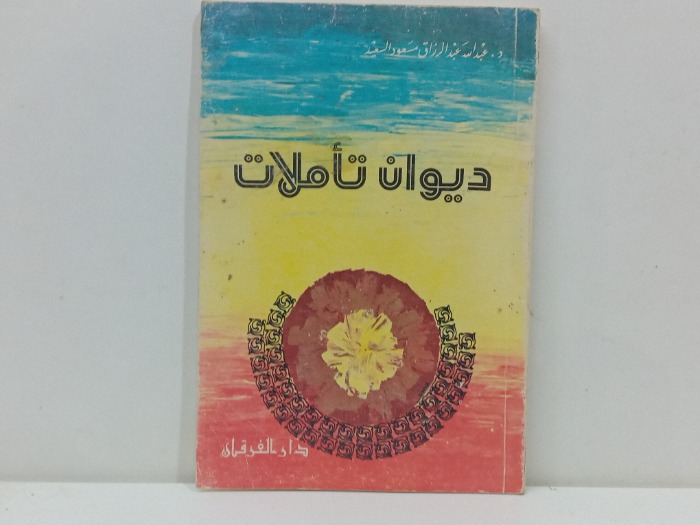 د. عبدالله عبدالرزاق مسعود السعيد
ديوان تأملات
دار الفرقان